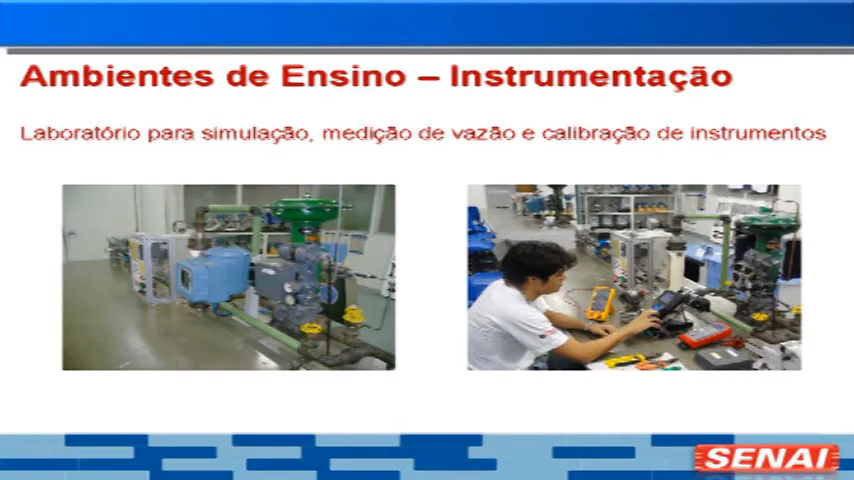 Ambientes de Ensino – Instrumentação
Laboratório para simulação, medição de vazão e calibração de instrumentos
SENAI